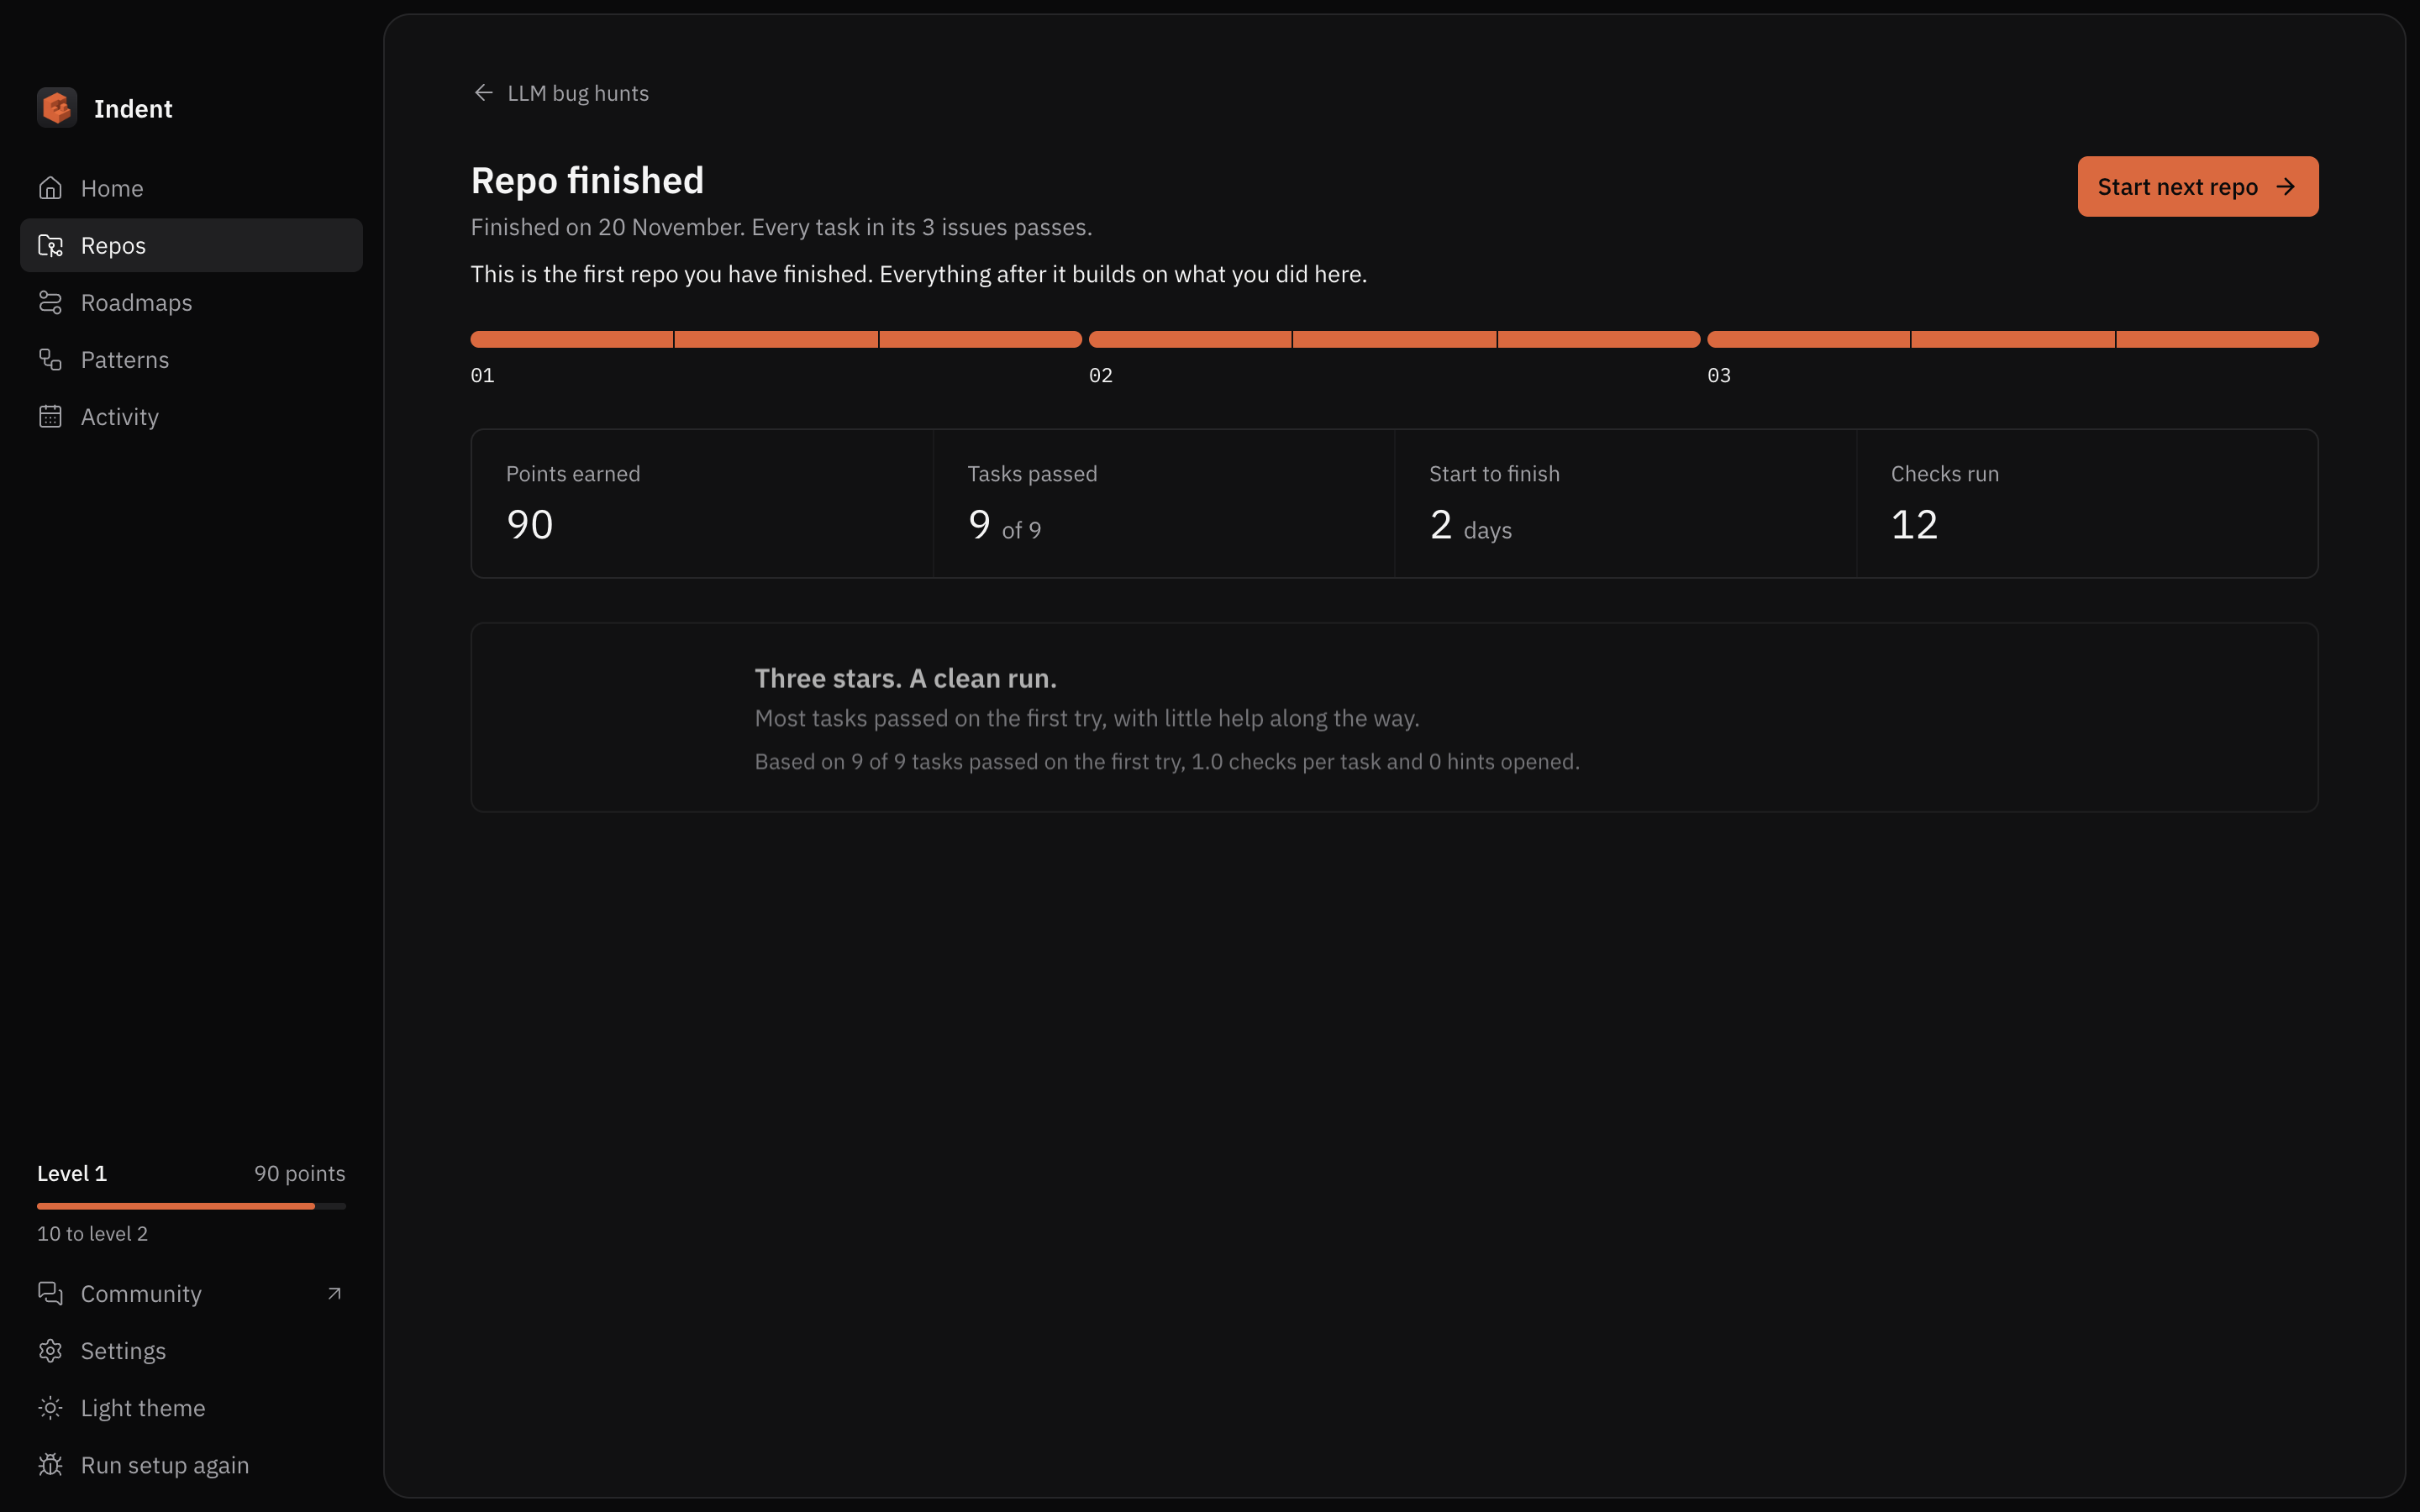 Indent
Home
Repos
Roadmaps
Patterns
Activity
Level 1
90 points
10 to level 2
Community
Settings
Light theme
Run setup again
LLM bug hunts
Repo finished
Start next repo
Finished on 20 November. Every task in its 3 issues passes.
This is the first repo you have finished. Everything after it builds on what you did here.
01
02
03
Points earned
90
Tasks passed
9 of 9
Start to finish
2 days
Checks run
12
Three stars. A clean run.
Most tasks passed on the first try, with little help along the way.
Based on 9 of 9 tasks passed on the first try, 1.0 checks per task and 0 hints opened.